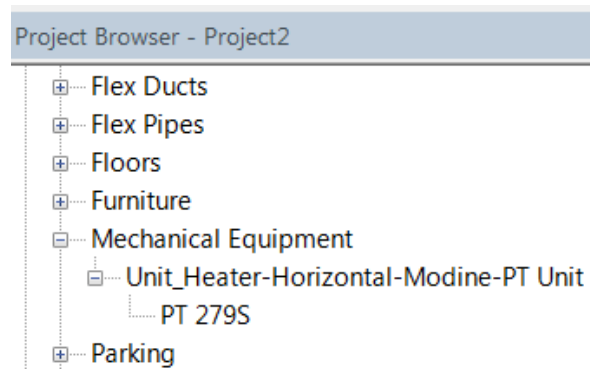 Project Browser - Project2
Flex Ducts
Flex Pipes
Floors
Furniture
Mechanical Equipment
Unit_Heater-Horizontal-Modine-PT Unit
PT 279S
Parking